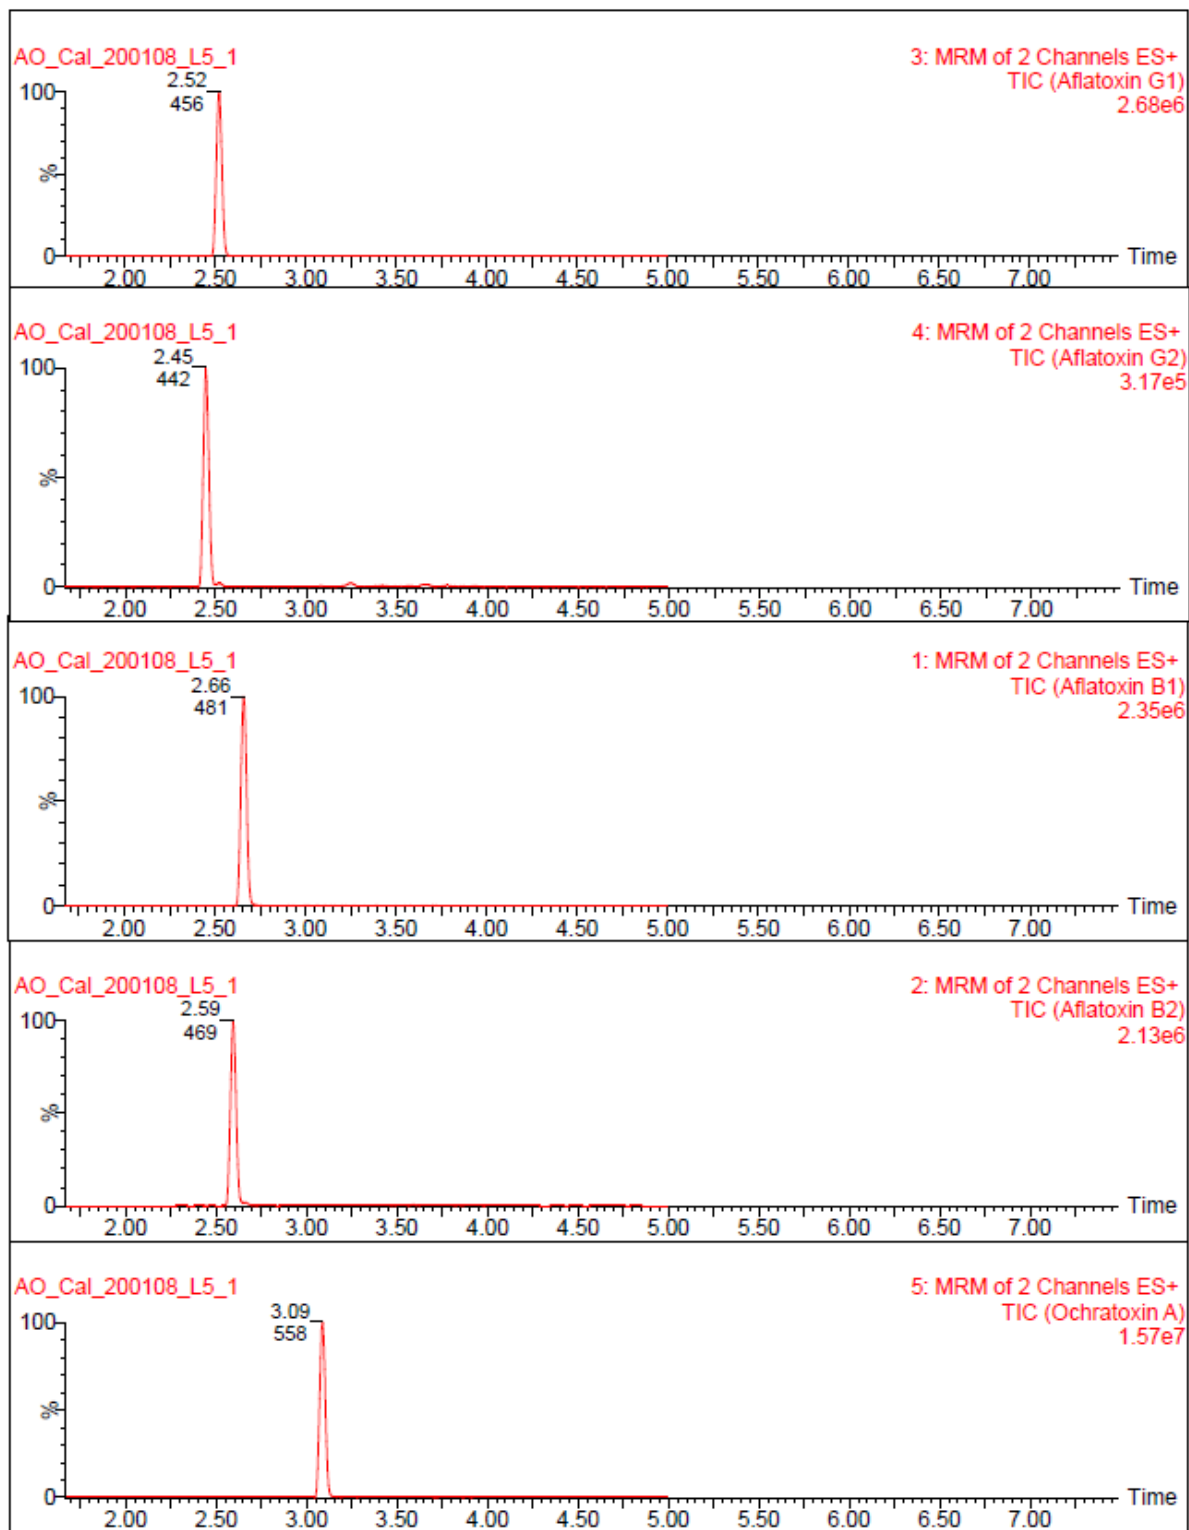 AO_Cal_200108_L5_1
3: MRM of 2 Channels ES+
TIC (Aflatoxin G1)
2.68e6
2.52
456
100
%
0
2.00 2.50 3.00 3.50 4.00 4.50 5.00 5.50 6.00 6.50 7.00
Time
AO_Cal_200108_L5_1
4: MRM of 2 Channels ES+
TIC (Aflatoxin G2)
3.17e5
2.45
442
100
%
0
2.00 2.50 3.00 3.50 4.00 4.50 5.00 5.50 6.00 6.50 7.00
Time
AO_Cal_200108_L5_1
1: MRM of 2 Channels ES+
TIC (Aflatoxin B1)
2.35e6
2.66
481
100
%
0
2.00 2.50 3.00 3.50 4.00 4.50 5.00 5.50 6.00 6.50 7.00
Time
AO_Cal_200108_L5_1
2: MRM of 2 Channels ES+
TIC (Aflatoxin B2)
2.13e6
2.59
469
100
%
0
2.00 2.50 3.00 3.50 4.00 4.50 5.00 5.50 6.00 6.50 7.00
Time
AO_Cal_200108_L5_1
5: MRM of 2 Channels ES+
TIC (Ochratoxin A)
1.57e7
3.09
558
100
%
0
2.00 2.50 3.00 3.50 4.00 4.50 5.00 5.50 6.00 6.50 7.00
Time